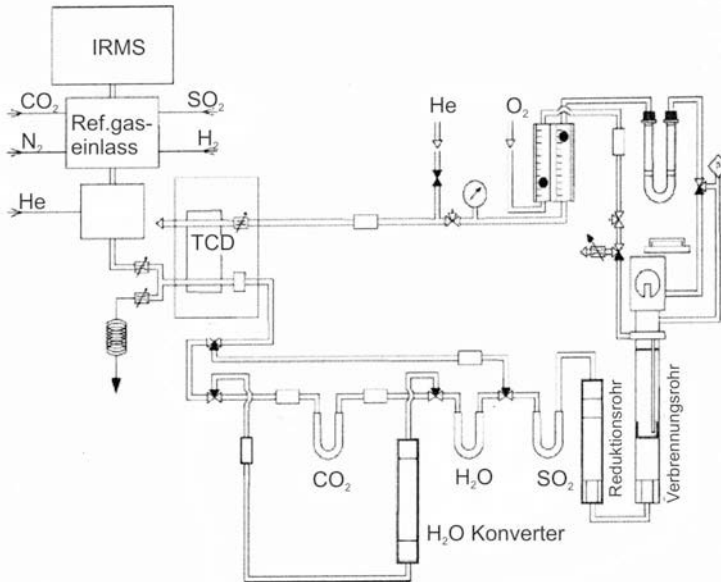 IRMS
CO₂
SO₂
Ref.gas-
einlass
N₂
H₂
He
He
O₂
TCD
CO₂
H₂O
SO₂
Reduktionsrohr
Verbrennungsrohr
H₂O Konverter